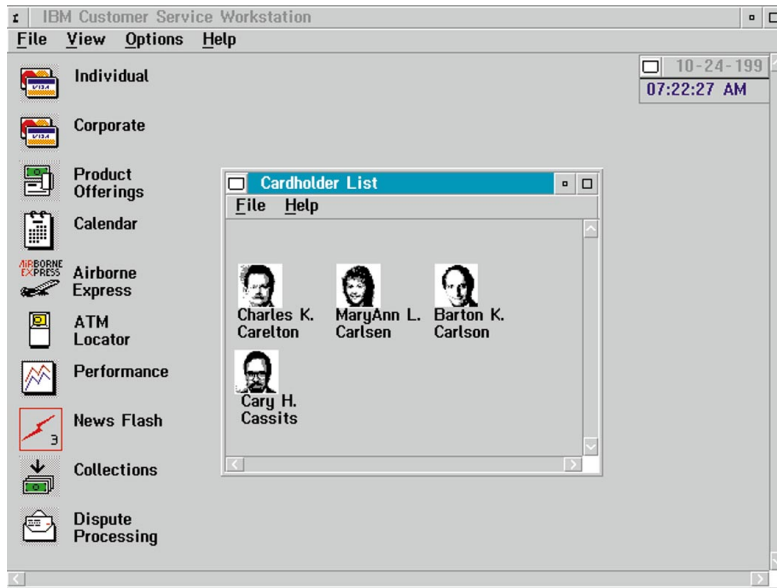 IBM Customer Service Workstation
File View Options Help
10-24-199
07:22:27 AM
Individual
VISA
Corporate
VISA
Product
Offerings
Calendar
AIRBORNE
EXPRESS
Airborne
Express
ATM
Locator
Performance
3
News Flash
Collections
Dispute
Processing
Cardholder List
File Help
Charles K.
Carelton
MaryAnn L.
Carlsen
Barton K.
Carlson
Cary H.
Cassits